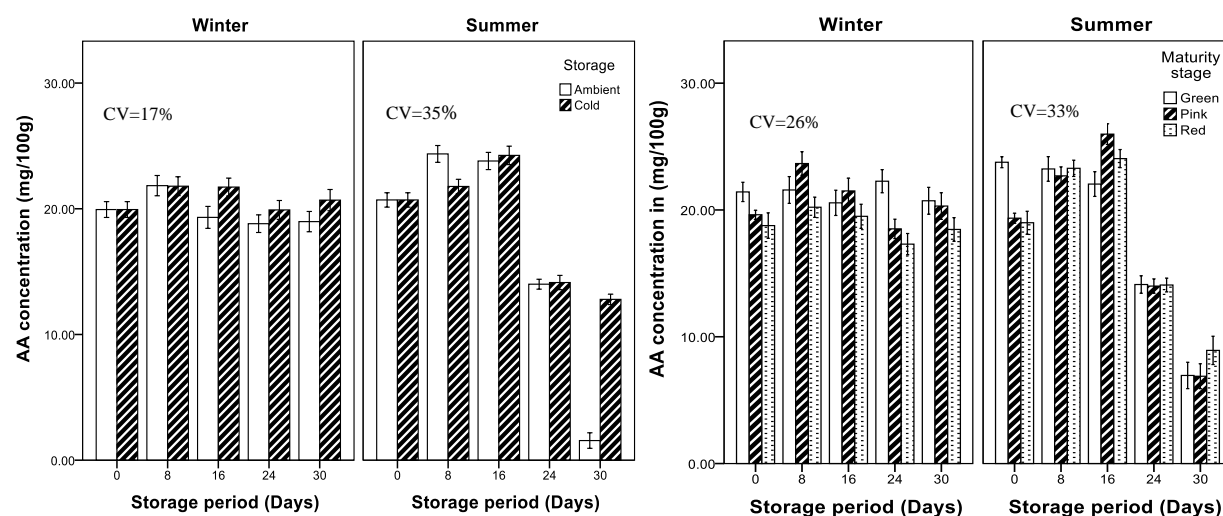 Winter
Summer
AA concentration (mg/100g)
30.00
20.00
10.00
0.00
CV=17%
CV=35%
Storage
Ambient
Cold
0 8 16 24 30
0 8 16 24 30
Storage period (Days)
Storage period (Days)
Winter
Summer
AA concentration in (mg/100g)
30.00
20.00
10.00
0.00
CV=26%
CV=33%
Maturity
stage
Green
Pink
Red
0 8 16 24 30
0 8 16 24 30
Storage period (Days)
Storage period (Days)